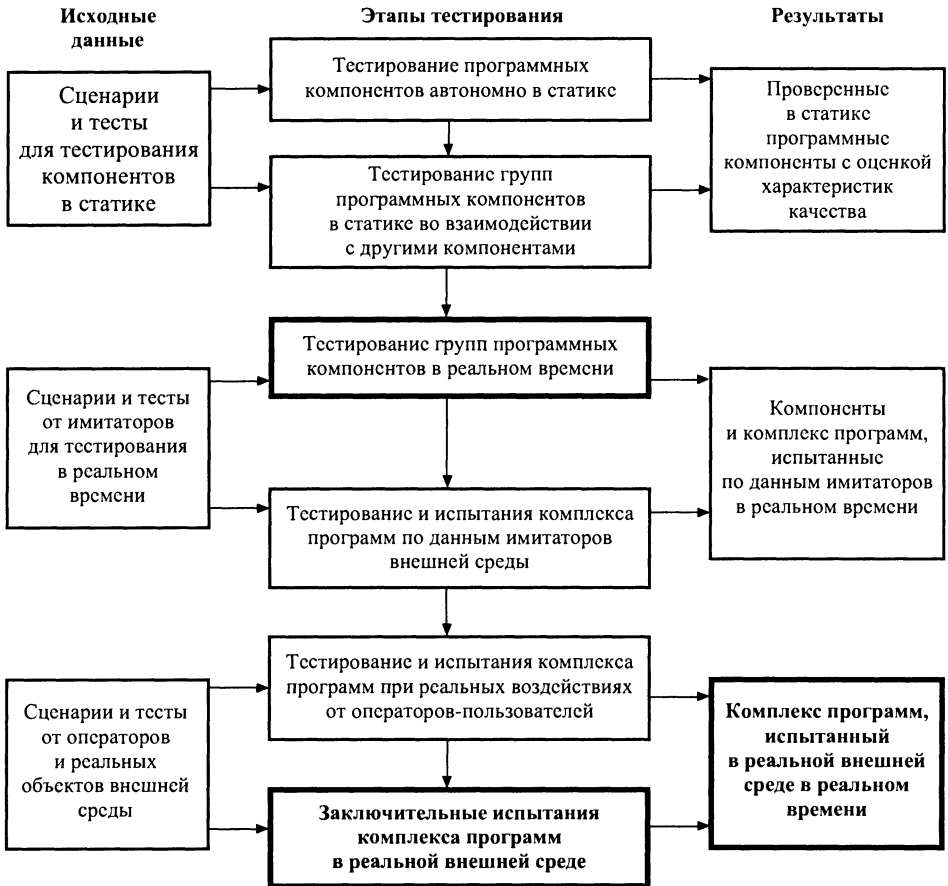 Исходные
данные
Этапы тестирования
Результаты
Сценарии
и тесты
для тестирования
компонентов
в статике
Тестирование программных
компонентов автономно в статике
Проверенные
в статике
программные
компоненты с оценкой
характеристик
качества
Тестирование групп
программных компонентов
в статике во взаимодействии
с другими компонентами
Тестирование групп программных
компонентов в реальном времени
Сценарии и тесты
от имитаторов
для тестирования
в реальном
времени
Компоненты
и комплекс программ,
испытанные
по данным имитаторов
в реальном времени
Тестирование и испытания комплекса
программ по данным имитаторов
внешней среды
Тестирование и испытания комплекса
программ при реальных воздействиях
от операторов-пользователей
Сценарии и тесты
от операторов
и реальных
объектов внешней
среды
Комплекс программ,
испытанный
в реальной внешней
среде в реальном
времени
Заключительные испытания
комплекса программ
в реальной внешней среде